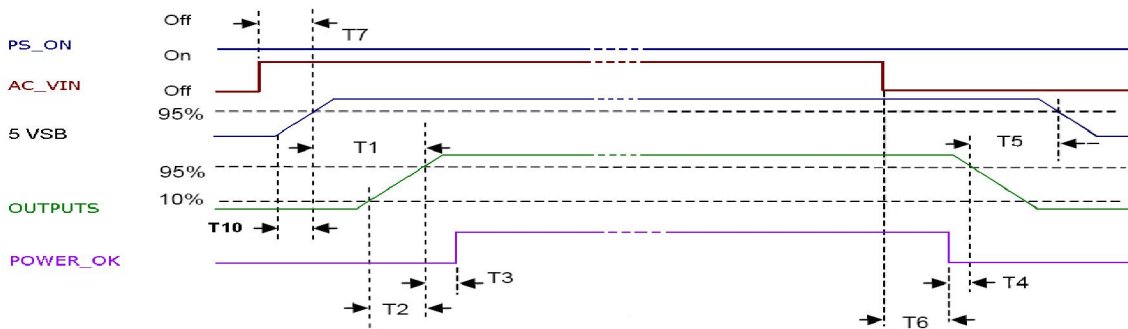 Off
T7
PS_ON
On
AC_VIN
Off
95%
5 VSB
T1
T5
95%
10%
OUTPUTS
T10
POWER_OK
T3
T4
T2
T6